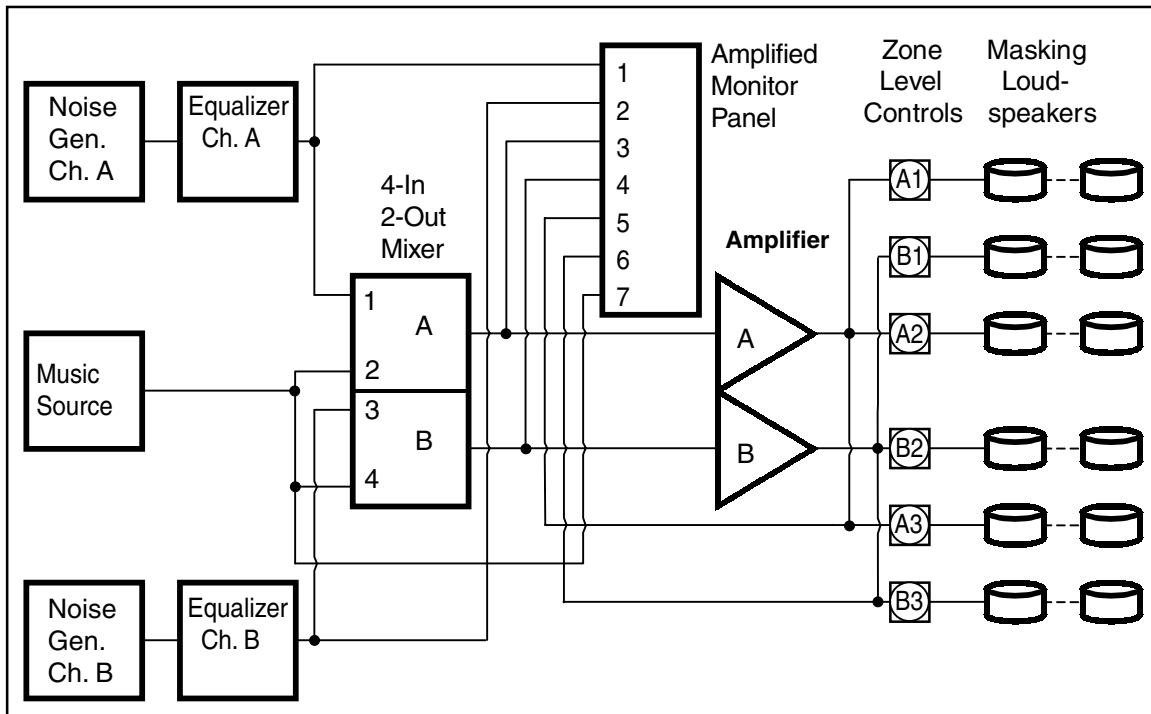 Noise
Gen.
Ch. A
Equalizer
Ch. A
4-In
2-Out
Mixer
1
2
3
4
A
B
Music
Source
Noise
Gen.
Ch. B
Equalizer
Ch. B
1
2
3
4
5
6
7
Amplified
Monitor
Panel
Amplifier
A
B
Zone
Level
Controls
Masking
Loud-
speakers
A1
B1
A2
B2
A3
B3